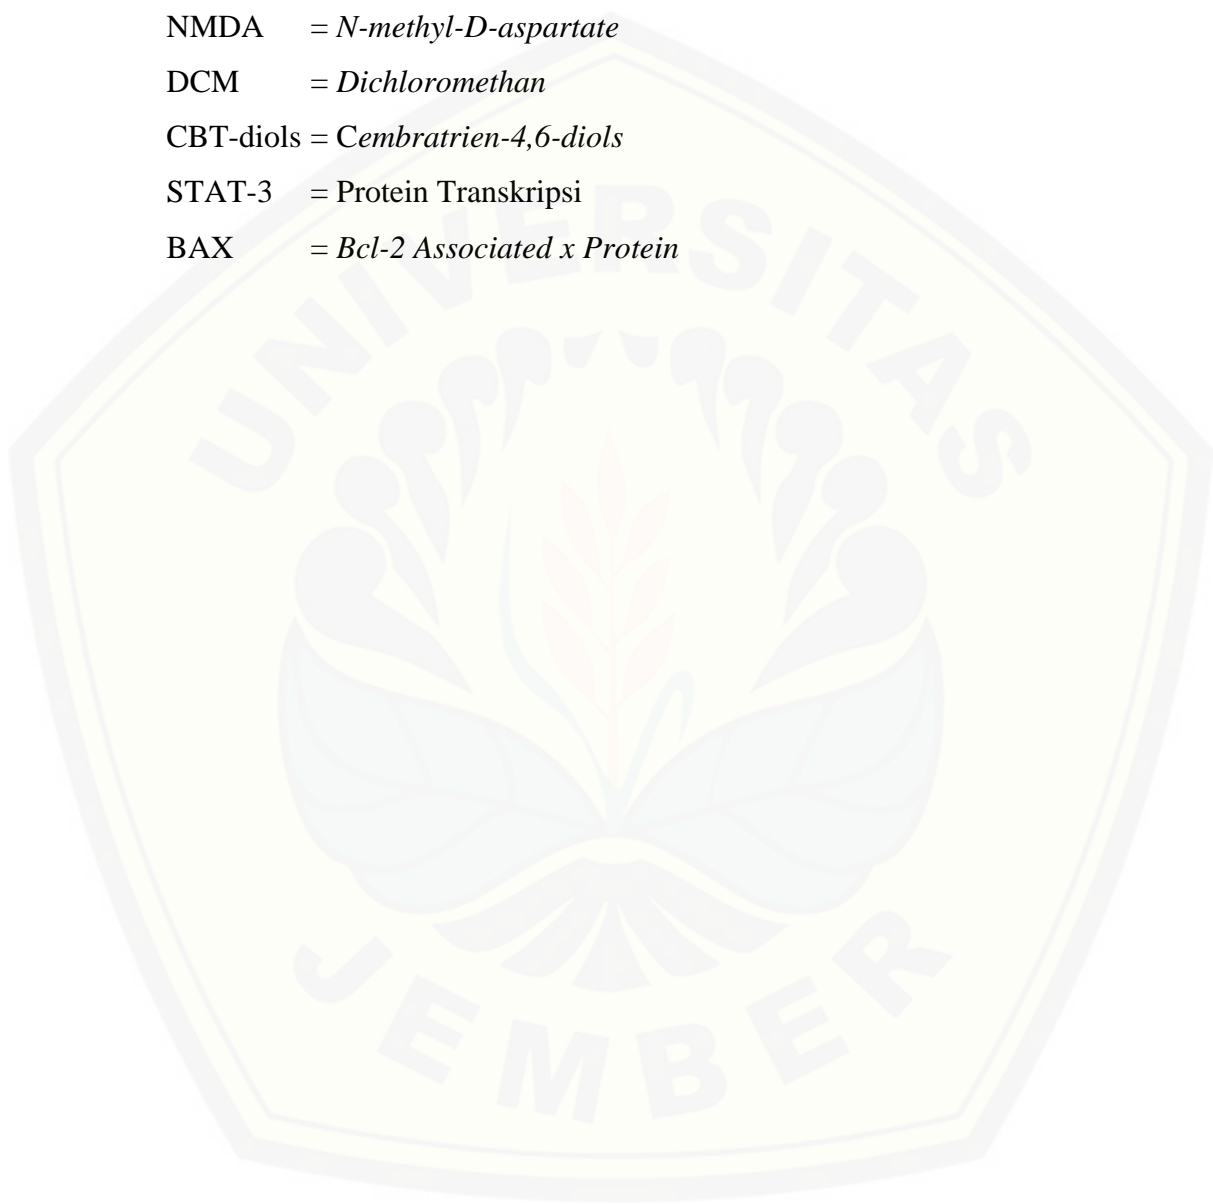 NMDA = N-methyl-D-aspartate
DCM = Dichloromethan
CBT-diols = Cembratrien-4,6-diols
STAT-3 = Protein Transkripsi
BAX = Bcl-2 Associated x Protein
UNIVERSITAS
JEMBER